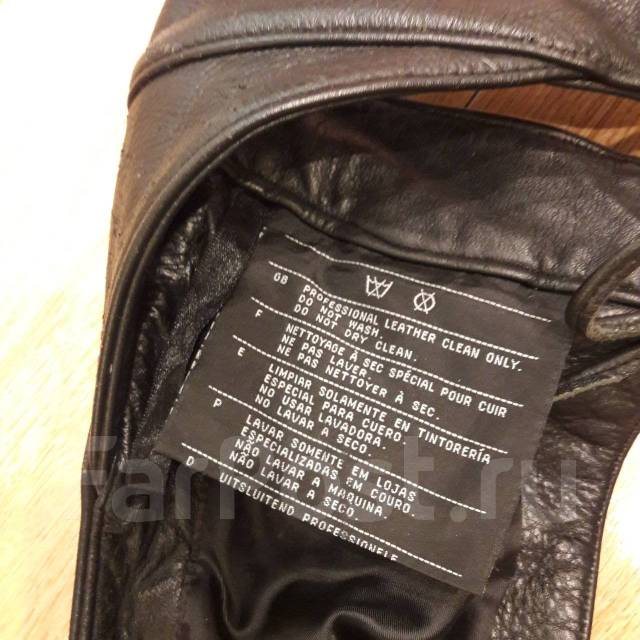 GB PROFESSIONAL LEATHER CLEAN ONLY.
DO NOT WASH.
DO NOT DRY CLEAN.
F NETTOYAGE À SEC SPÉCIAL POUR CUIR
NE PAS LAVER.
NE PAS NETTOYER À SEC.
E LIMPIAR SOLAMENTE EN TINTORERÍA
ESPECIAL PARA CUERO.
NO USAR LAVADORA
NO LAVAR A SECO.
P LAVAR SOMENTE EM LOJAS
ESPECIALIZADAS EM COURO.
NÃO LAVAR A MAQUINA
NÃO LAVAR A SECO.
D UITSLUITEND PROFESSIONELE
FarPost.ru